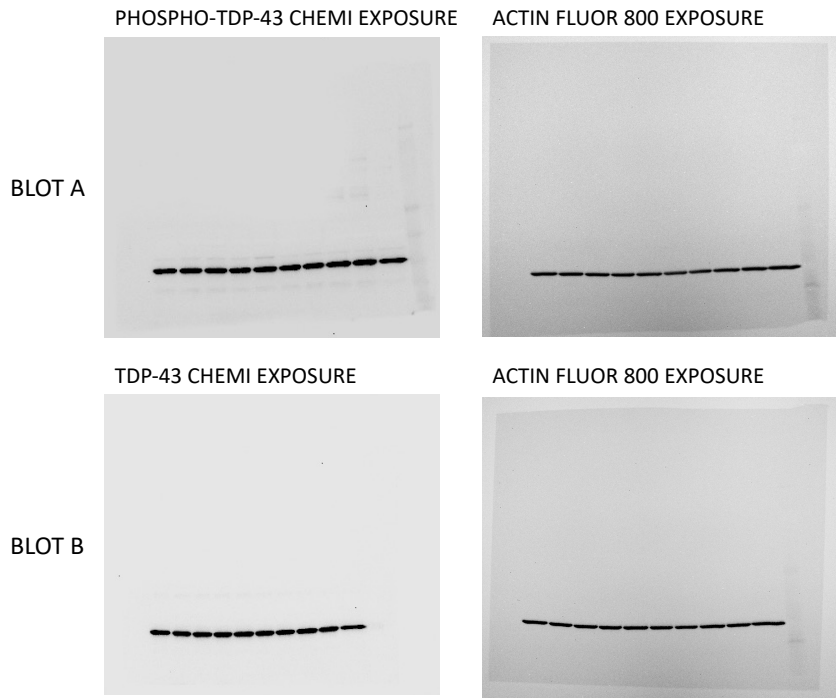 PHOSPHO-TDP-43 CHEMI EXPOSURE
ACTIN FLUOR 800 EXPOSURE
BLOT A
TDP-43 CHEMI EXPOSURE
ACTIN FLUOR 800 EXPOSURE
BLOT B